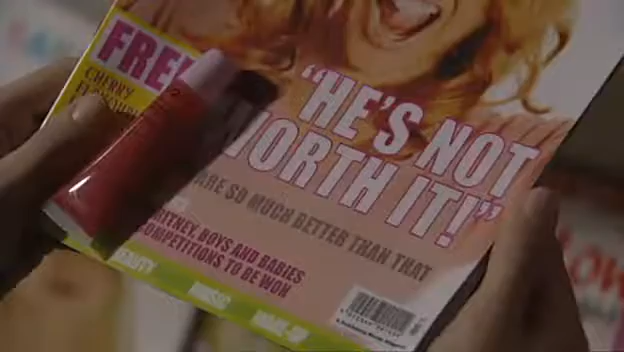 FREE
CHERRY
"HE'S NOT
WORTH IT!"
ARE SO MUCH BETTER THAN THAT
BRITNEY, BOYS AND BABIES
COMPETITIONS TO BE WON
BEAUTY MUSIC MAKE-UP